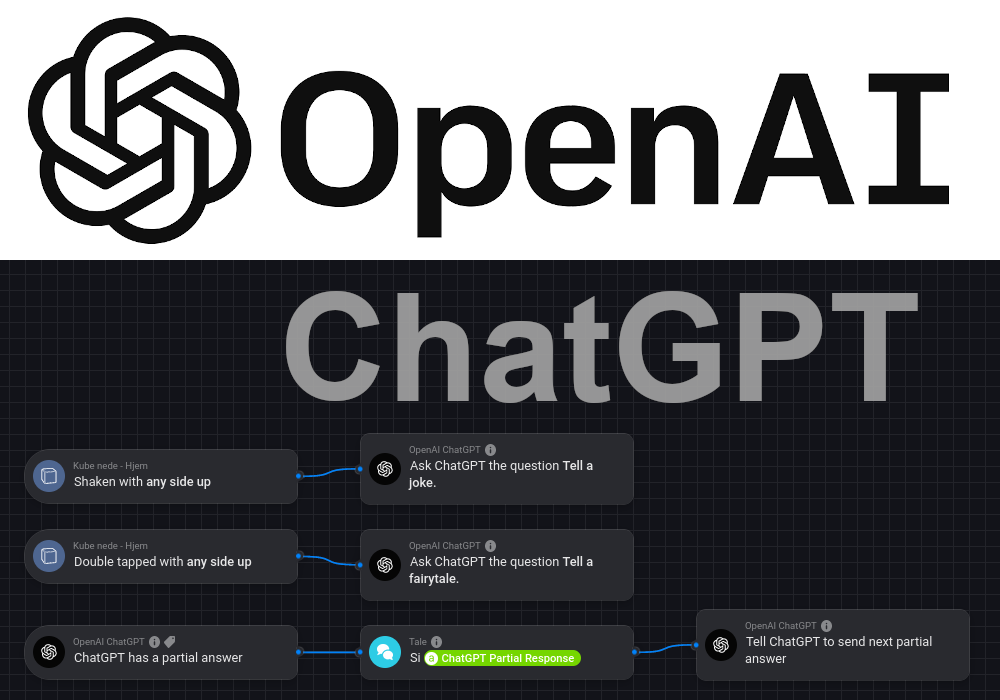 OpenAI
ChatGPT
Kube nede - Hjem
Shaken with any side up
OpenAI ChatGPT
Ask ChatGPT the question Tell a
joke.
Kube nede - Hjem
Double tapped with any side up
OpenAI ChatGPT
Ask ChatGPT the question Tell a
fairytale.
OpenAI ChatGPT
ChatGPT has a partial answer
Tale
Si ChatGPT Partial Response
OpenAI ChatGPT
Tell ChatGPT to send next partial
answer